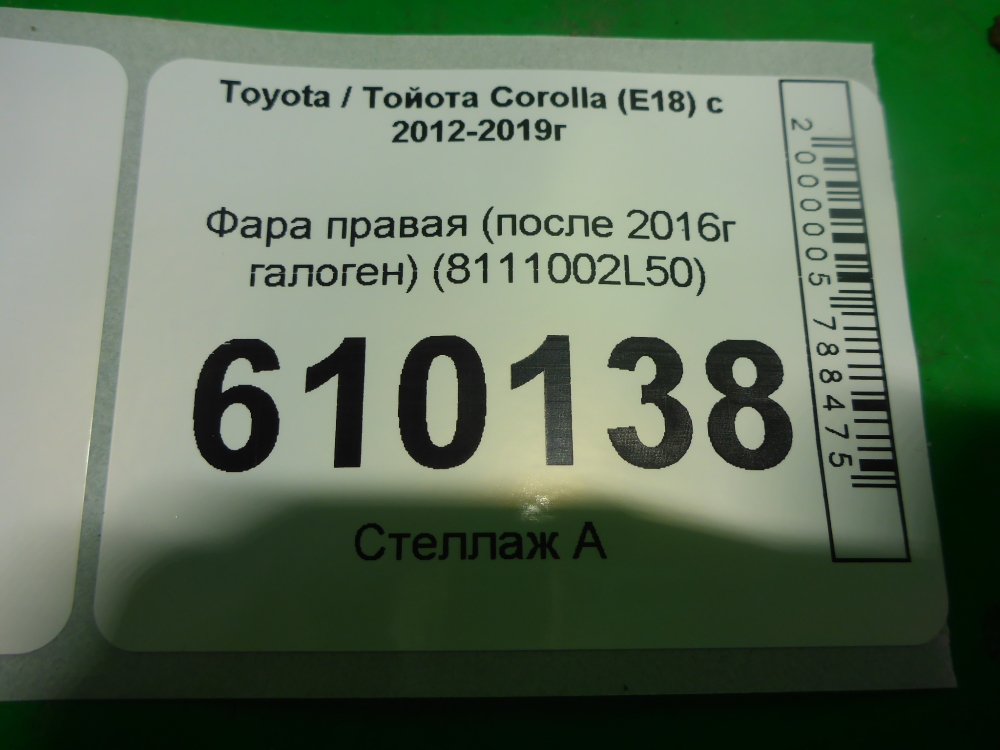 Toyota / Тойота Corolla (E18) с
2012-2019г
Фара правая (после 2016г
галоген) (8111002L50)
610138
Стеллаж А
2000005788475